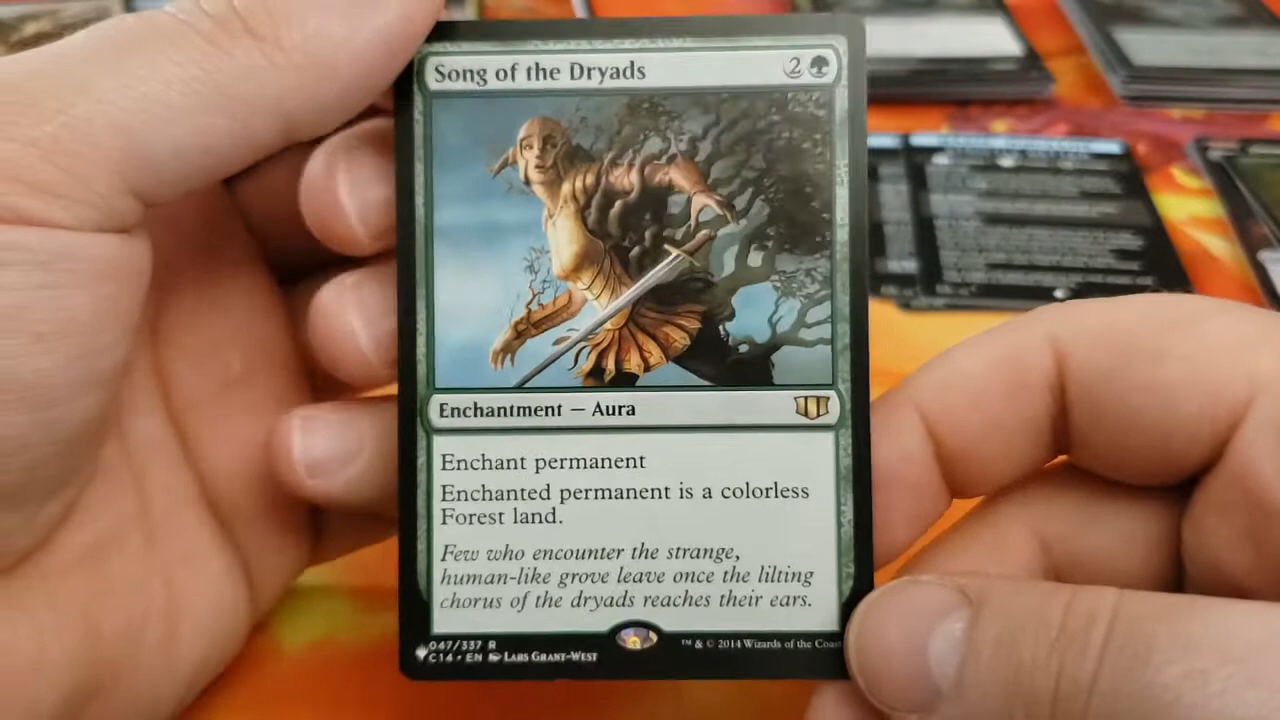 Song of the Dryads 2
Enchantment — Aura
Enchant permanent
Enchanted permanent is a colorless
Forest land.
Few who encounter the strange,
human-like grove leave once the lilting
chorus of the dryads reaches their ears.
047/337 R
C14 • EN Lars Grant-West
™ & © 2014 Wizards of the Coas